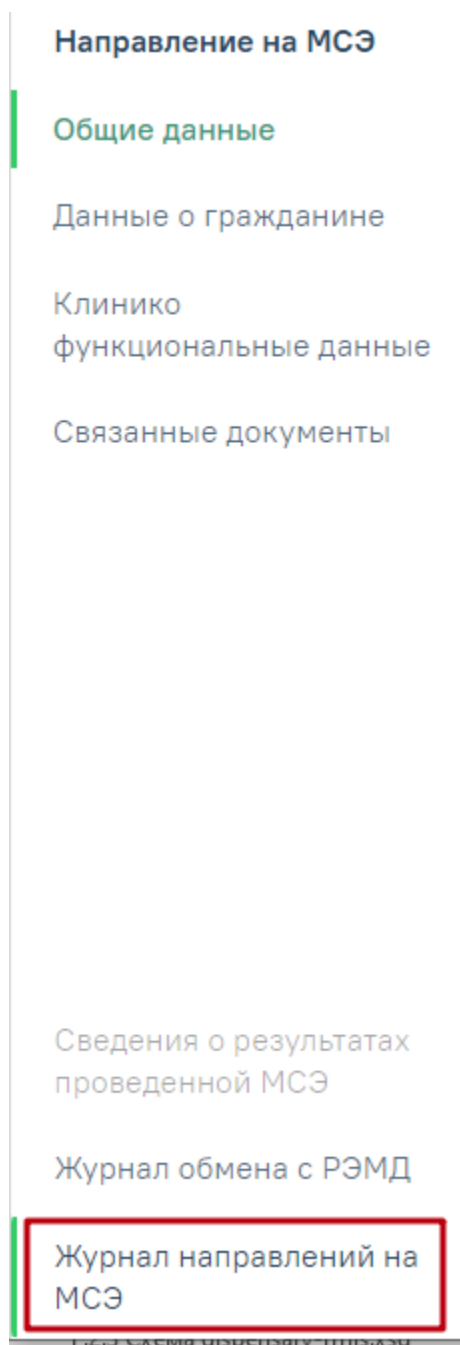 Направление на МСЭ
Общие данные
Данные о гражданине
Клинико
функциональные данные
Связанные документы
Сведения о результатах
проведенной МСЭ
Журнал обмена с РЭМД
Журнал направлений на
МСЭ